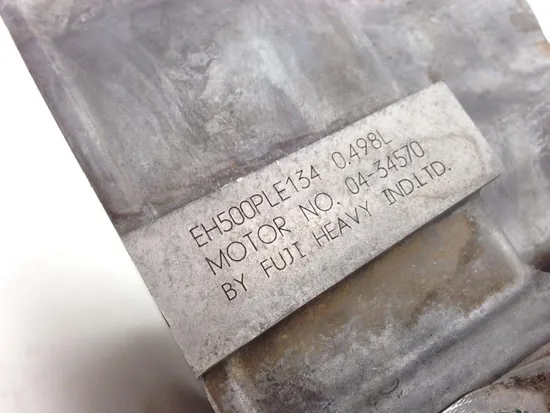 EH500PLE134 0.498L
MOTOR NO. 04-34570
BY FUJI HEAVY IND.LTD.